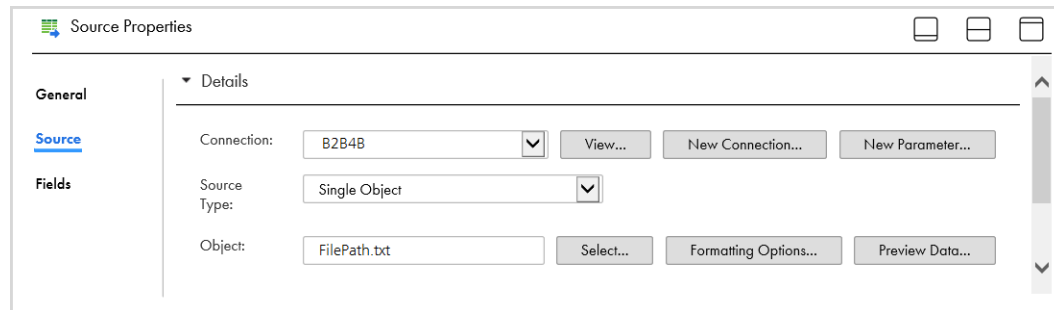 Source Properties
Details
General
Source
Fields
Connection: B2B4B View... New Connection... New Parameter...
Source Type: Single Object
Object: FilePath.txt Select... Formatting Options... Preview Data...